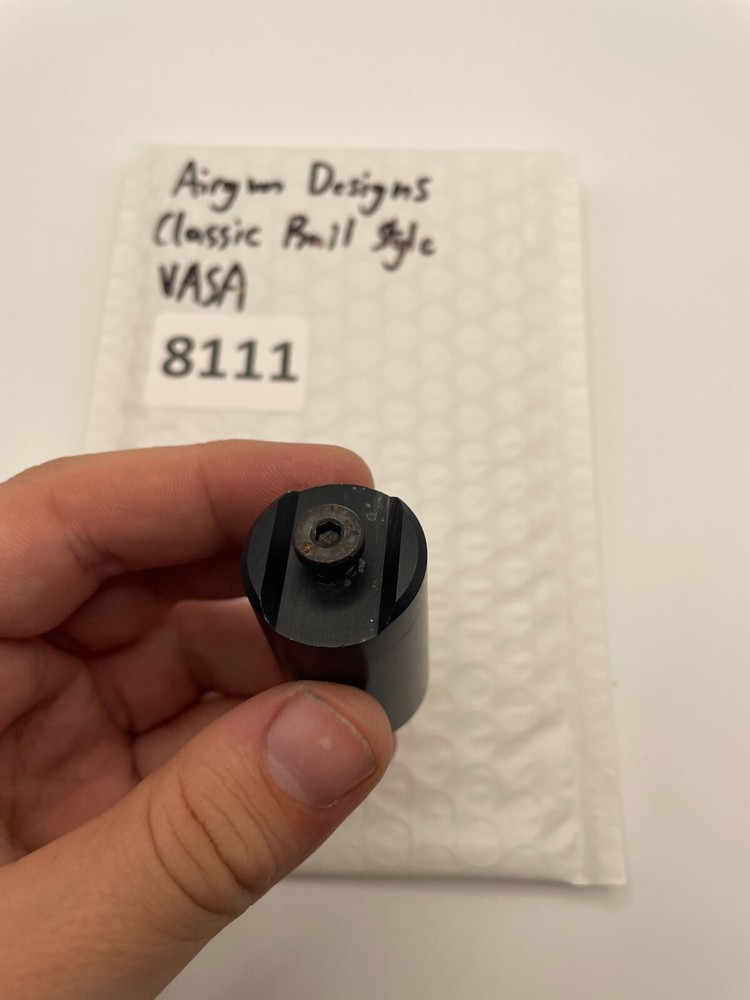 Airgun Designs
Classic Rail Style
VASA
8111